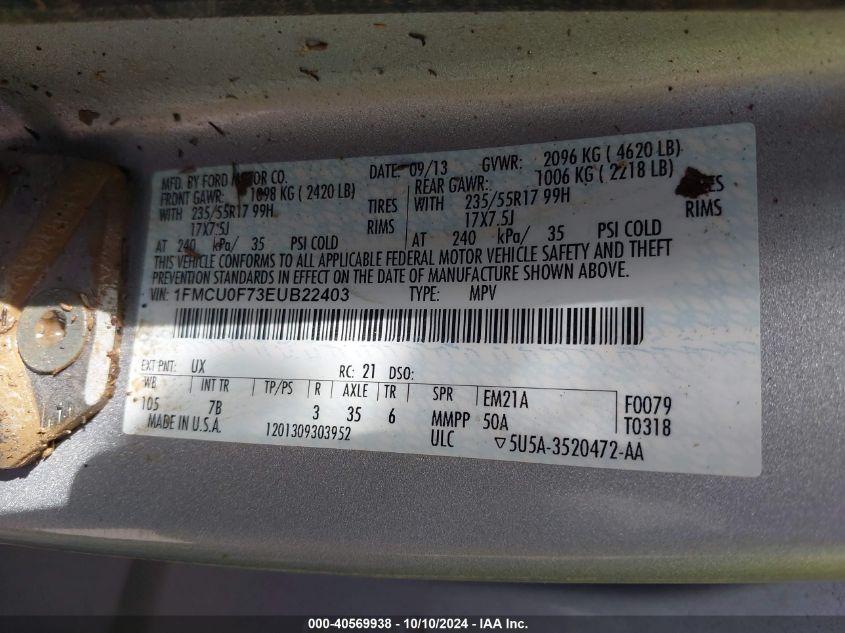 MFD. BY FORD MOTOR CO. DATE: 09/13 GVWR: 2096 KG ( 4620 LB)
FRONT GAWR: 1098 KG ( 2420 LB) REAR GAWR: 1006 KG ( 2218 LB)
WITH 235/55R17 99H TIRES WITH 235/55R17 99H TIRES
17X7.5J RIMS 17X7.5J RIMS
AT 240 kPa/ 35 PSI COLD AT 240 kPa/ 35 PSI COLD
THIS VEHICLE CONFORMS TO ALL APPLICABLE FEDERAL MOTOR VEHICLE SAFETY AND THEFT
PREVENTION STANDARDS IN EFFECT ON THE DATE OF MANUFACTURE SHOWN ABOVE.
VIN: 1FMCU0F73EUB22403 TYPE: MPV
EXT PNT: UX RC: 21 DSO:
WB INT TR TP/PS R AXLE TR SPR EM21A F0079
105 7B 3 35 6 MMPP 50A T0318
MADE IN U.S.A. 1201309303952 ULC ▽5U5A-3520472-AA
000-40569938 - 10/10/2024 - IAA Inc.